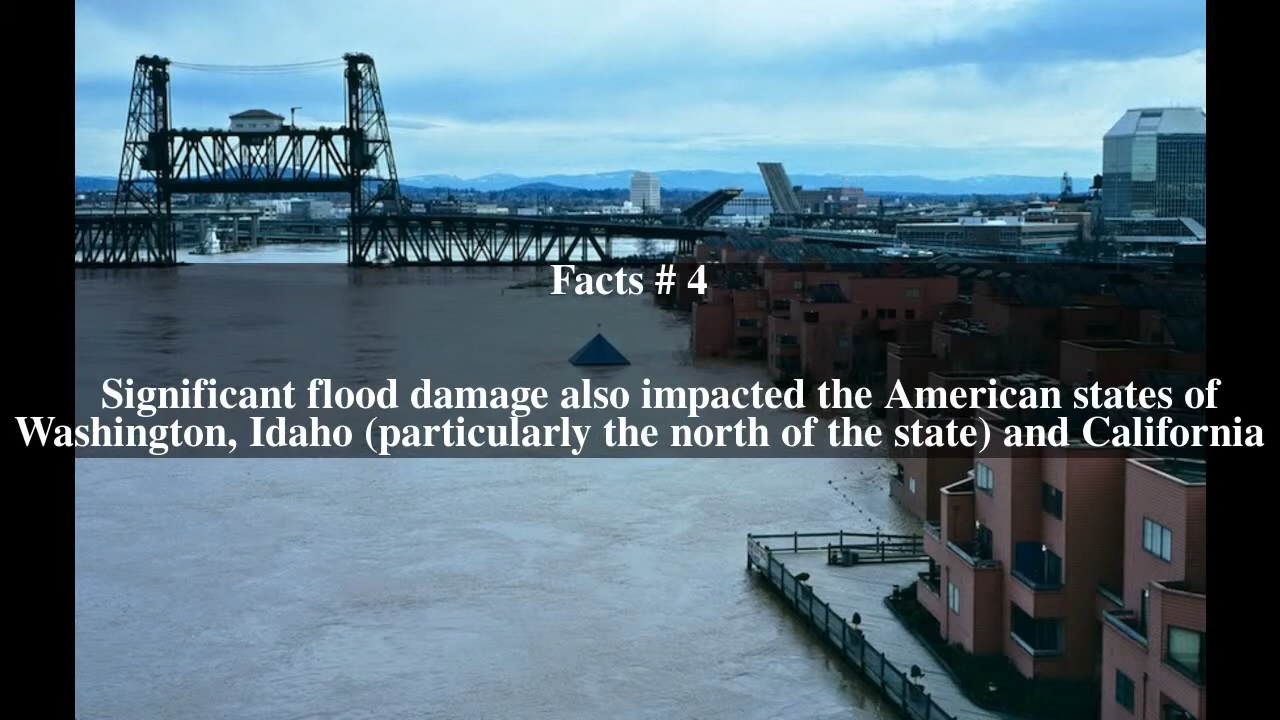 Facts # 4
Significant flood damage also impacted the American states of
Washington, Idaho (particularly the north of the state) and California